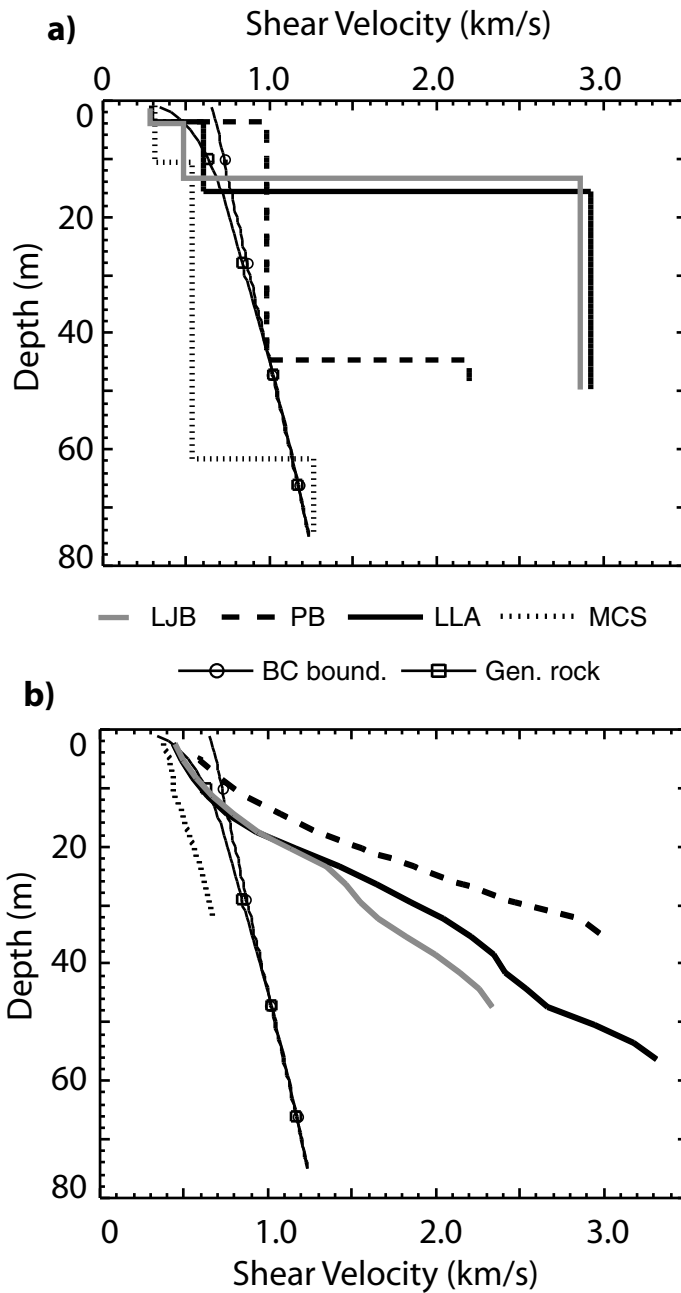 a)
Shear Velocity (km/s)
0 1.0 2.0 3.0
0
20
40
60
80
Depth (m)
LJB PB LLA MCS
BC bound. Gen. rock
b)
0
20
40
60
80
Depth (m)
0 1.0 2.0 3.0
Shear Velocity (km/s)